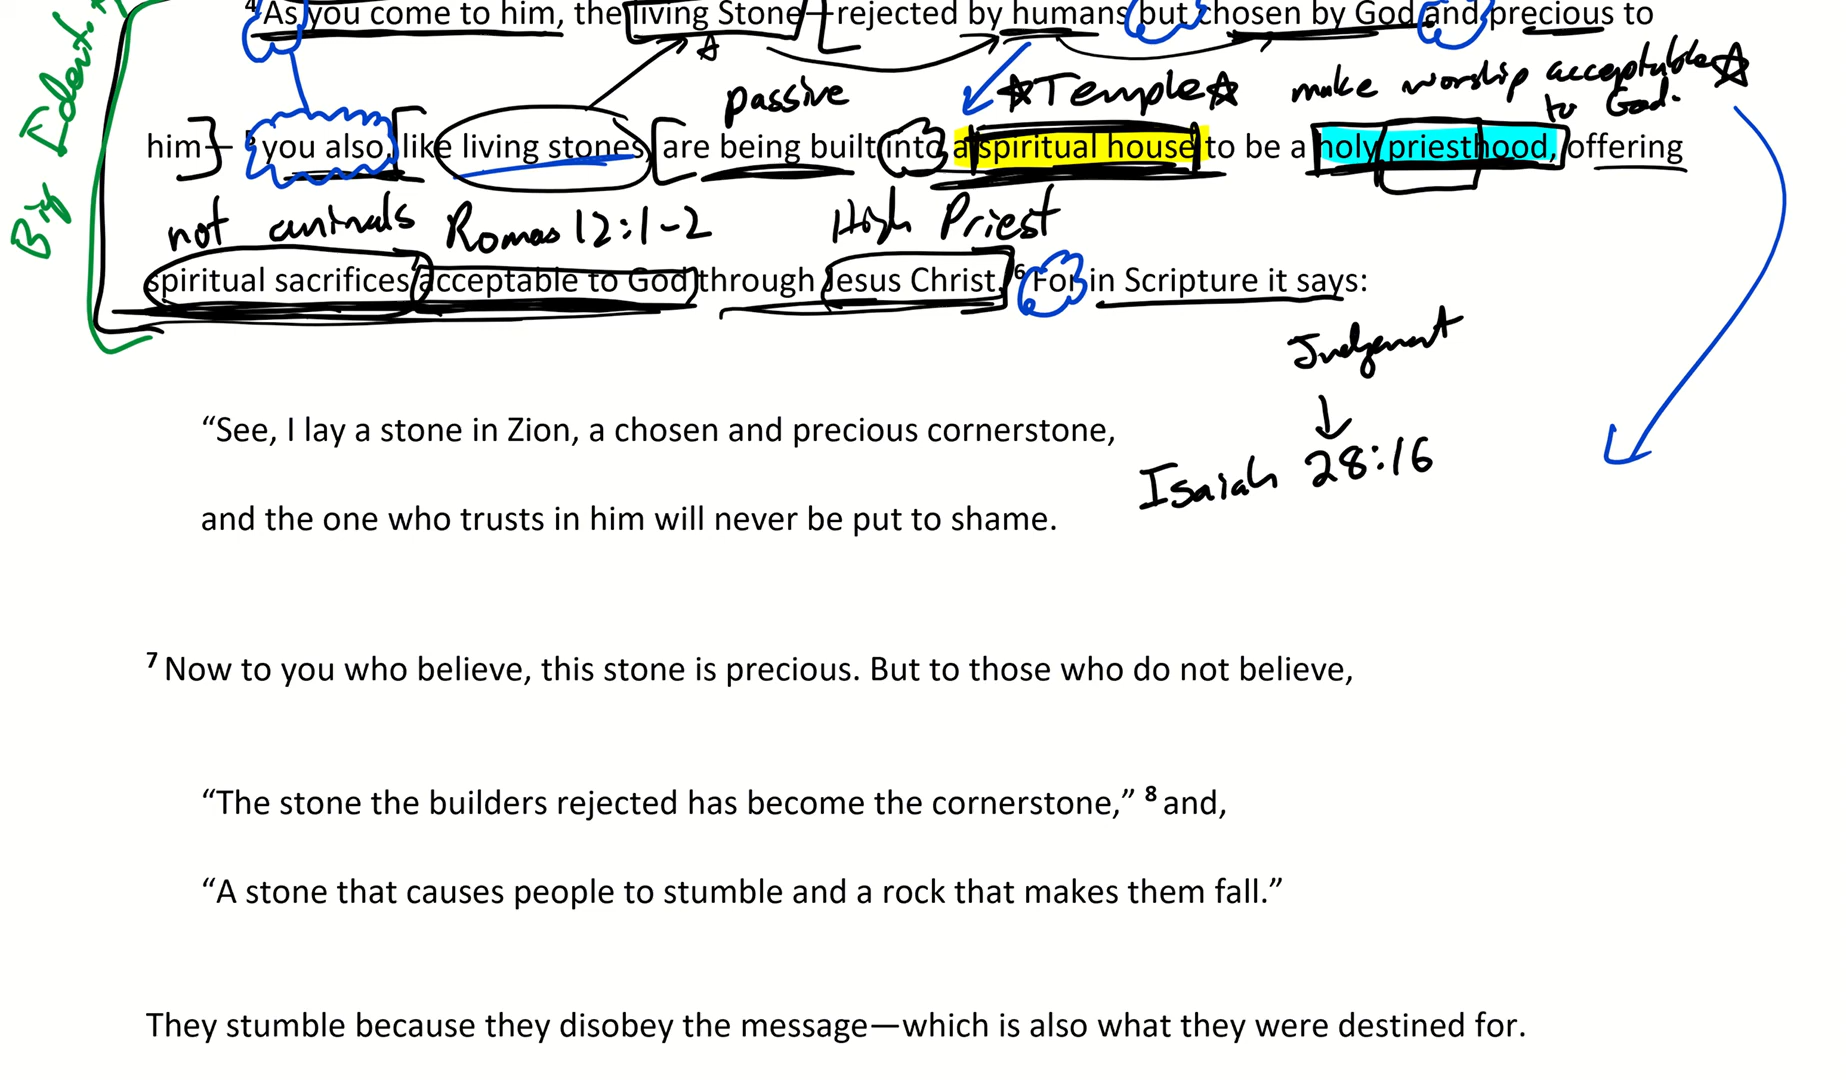 ⁴As you come to him, the living Stone—rejected by humans but chosen by God and precious to
passive ☆Temple☆ make worship acceptable☆
to God.
him—⁵you also, like living stones, are being built into a spiritual house to be a holy priesthood, offering
Big Ident.
not animals Romas 12:1-2 High Priest
spiritual sacrifices acceptable to God through Jesus Christ. ⁶For in Scripture it says:
Judgement
↓
“See, I lay a stone in Zion, a chosen and precious cornerstone,
Isaiah 28:16
and the one who trusts in him will never be put to shame.
⁷Now to you who believe, this stone is precious. But to those who do not believe,
“The stone the builders rejected has become the cornerstone,” ⁸and,
“A stone that causes people to stumble and a rock that makes them fall.”
They stumble because they disobey the message—which is also what they were destined for.